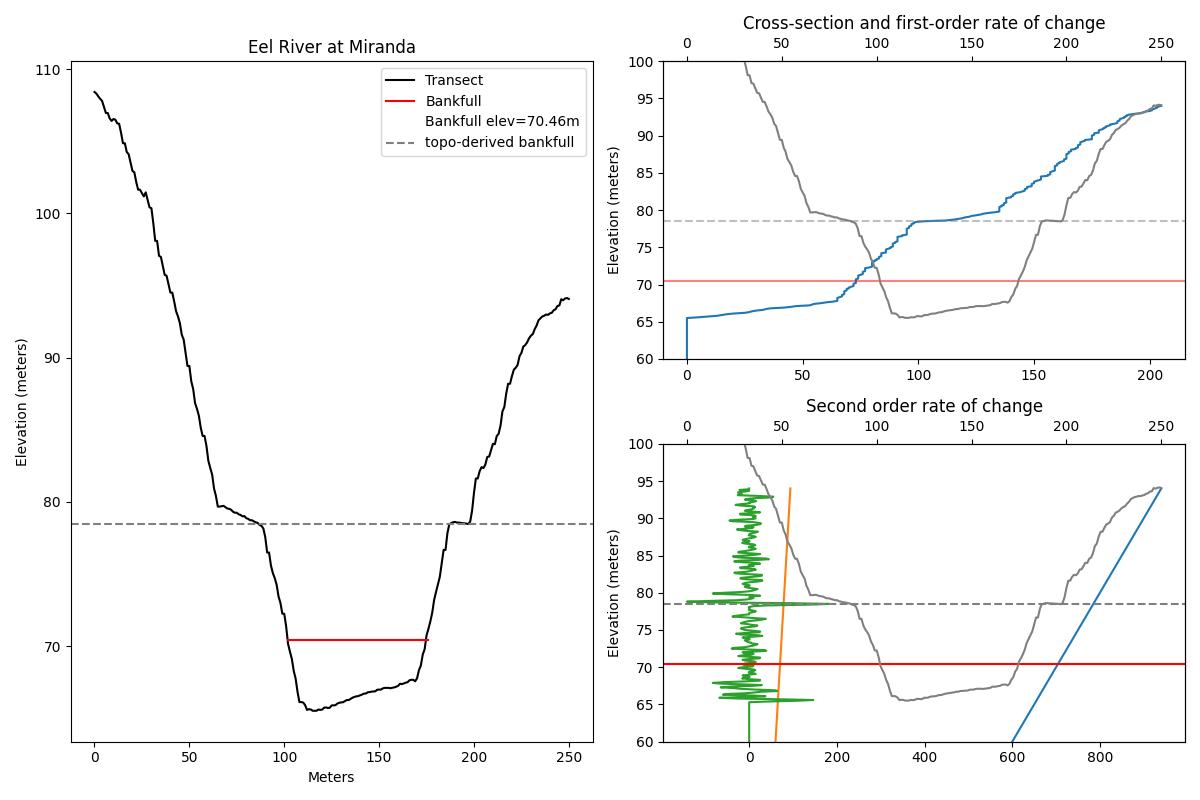 Eel River at Miranda
110
100
90
80
70
Elevation (meters)
0 50 100 150 200 250
Meters
Transect
Bankfull
Bankfull elev=70.46m
topo-derived bankfull
Cross-section and first-order rate of change
0 50 100 150 200 250
100
95
90
85
80
75
70
65
60
Elevation (meters)
0 50 100 150 200
Second order rate of change
0 50 100 150 200 250
100
95
90
85
80
75
70
65
60
Elevation (meters)
0 200 400 600 800